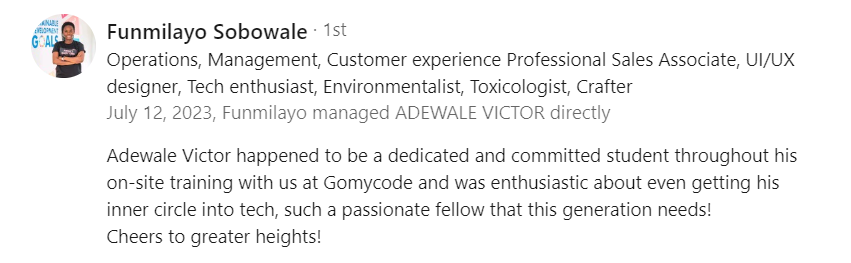 Funmilayo Sobowale · 1st
Operations, Management, Customer experience Professional Sales Associate, UI/UX
designer, Tech enthusiast, Environmentalist, Toxicologist, Crafter
July 12, 2023, Funmilayo managed ADEWALE VICTOR directly
Adewale Victor happened to be a dedicated and committed student throughout his
on-site training with us at Gomycode and was enthusiastic about even getting his
inner circle into tech, such a passionate fellow that this generation needs!
Cheers to greater heights!